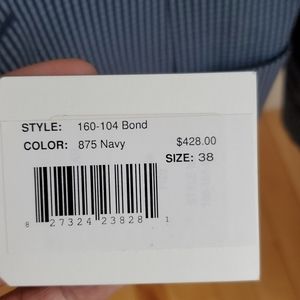 STYLE: 160-104 Bond
COLOR: 875 Navy $428.00
SIZE: 38
8 27324 23828 1